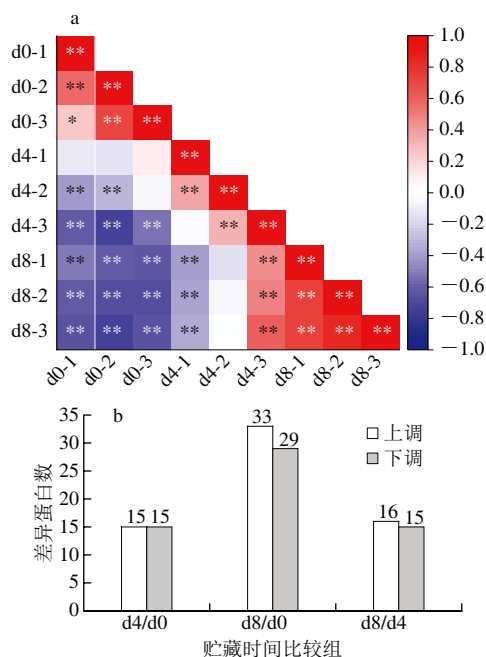 a
d0-1 **
d0-2 ** **
d0-3 * ** **
d4-1 **
d4-2 ** ** ** **
d4-3 ** ** ** ** **
d8-1 ** ** ** ** ** **
d8-2 ** ** ** ** ** ** **
d8-3 ** ** ** ** ** ** ** **
d0-1 d0-2 d0-3 d4-1 d4-2 d4-3 d8-1 d8-2 d8-3
1.0
0.8
0.6
0.4
0.2
0.0
−0.2
−0.4
−0.6
−0.8
−1.0
b
差异蛋白数
35
30
25
20
15
10
5
0
15 15
33
29
16
15
上调
下调
d4/d0 d8/d0 d8/d4
贮藏时间比较组